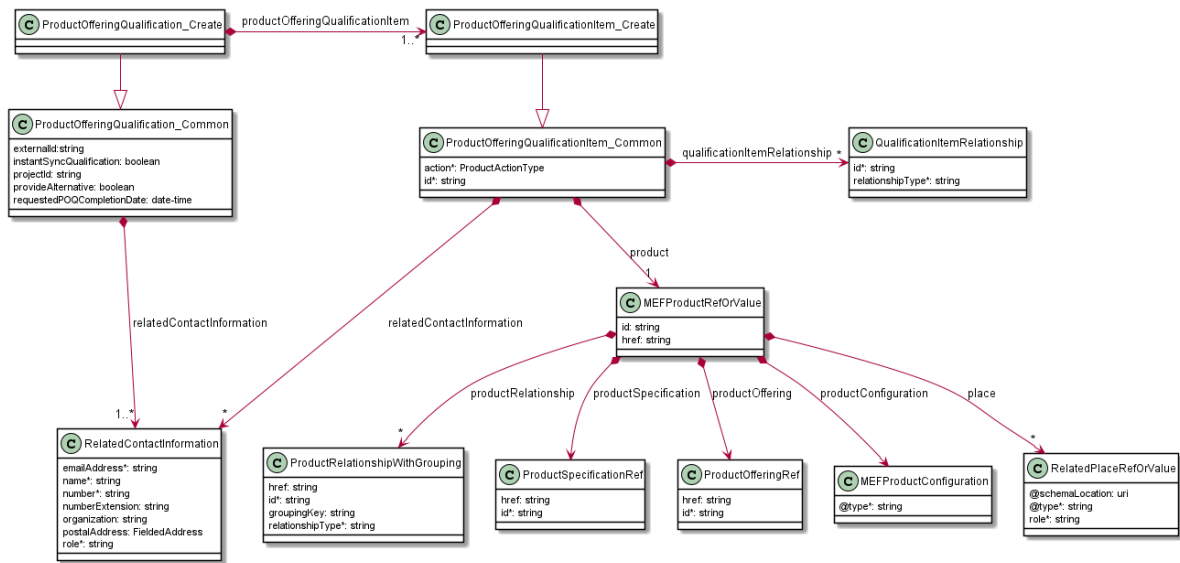 C ProductOfferingQualification_Create
productOfferingQualificationItem
1..*
C ProductOfferingQualificationItem_Create
C ProductOfferingQualification_Common
externalId:string
instantSyncQualification: boolean
projectId: string
provideAlternative: boolean
requestedPOQCompletionDate: date-time
C ProductOfferingQualificationItem_Common
action*: ProductActionType
id*: string
qualificationItemRelationship
*
C QualificationItemRelationship
id*: string
relationshipType*: string
product
1
C MEFProductRefOrValue
id: string
href: string
relatedContactInformation
1..*
relatedContactInformation
*
productRelationship
*
productSpecification
productOffering
productConfiguration
place
*
C RelatedContactInformation
emailAddress*: string
name*: string
number*: string
numberExtension: string
organization: string
postalAddress: FieldedAddress
role*: string
C ProductRelationshipWithGrouping
href: string
id*: string
groupingKey: string
relationshipType*: string
C ProductSpecificationRef
href: string
id*: string
C ProductOfferingRef
href: string
id*: string
C MEFProductConfiguration
@type*: string
C RelatedPlaceRefOrValue
@schemaLocation: uri
@type*: string
role*: string